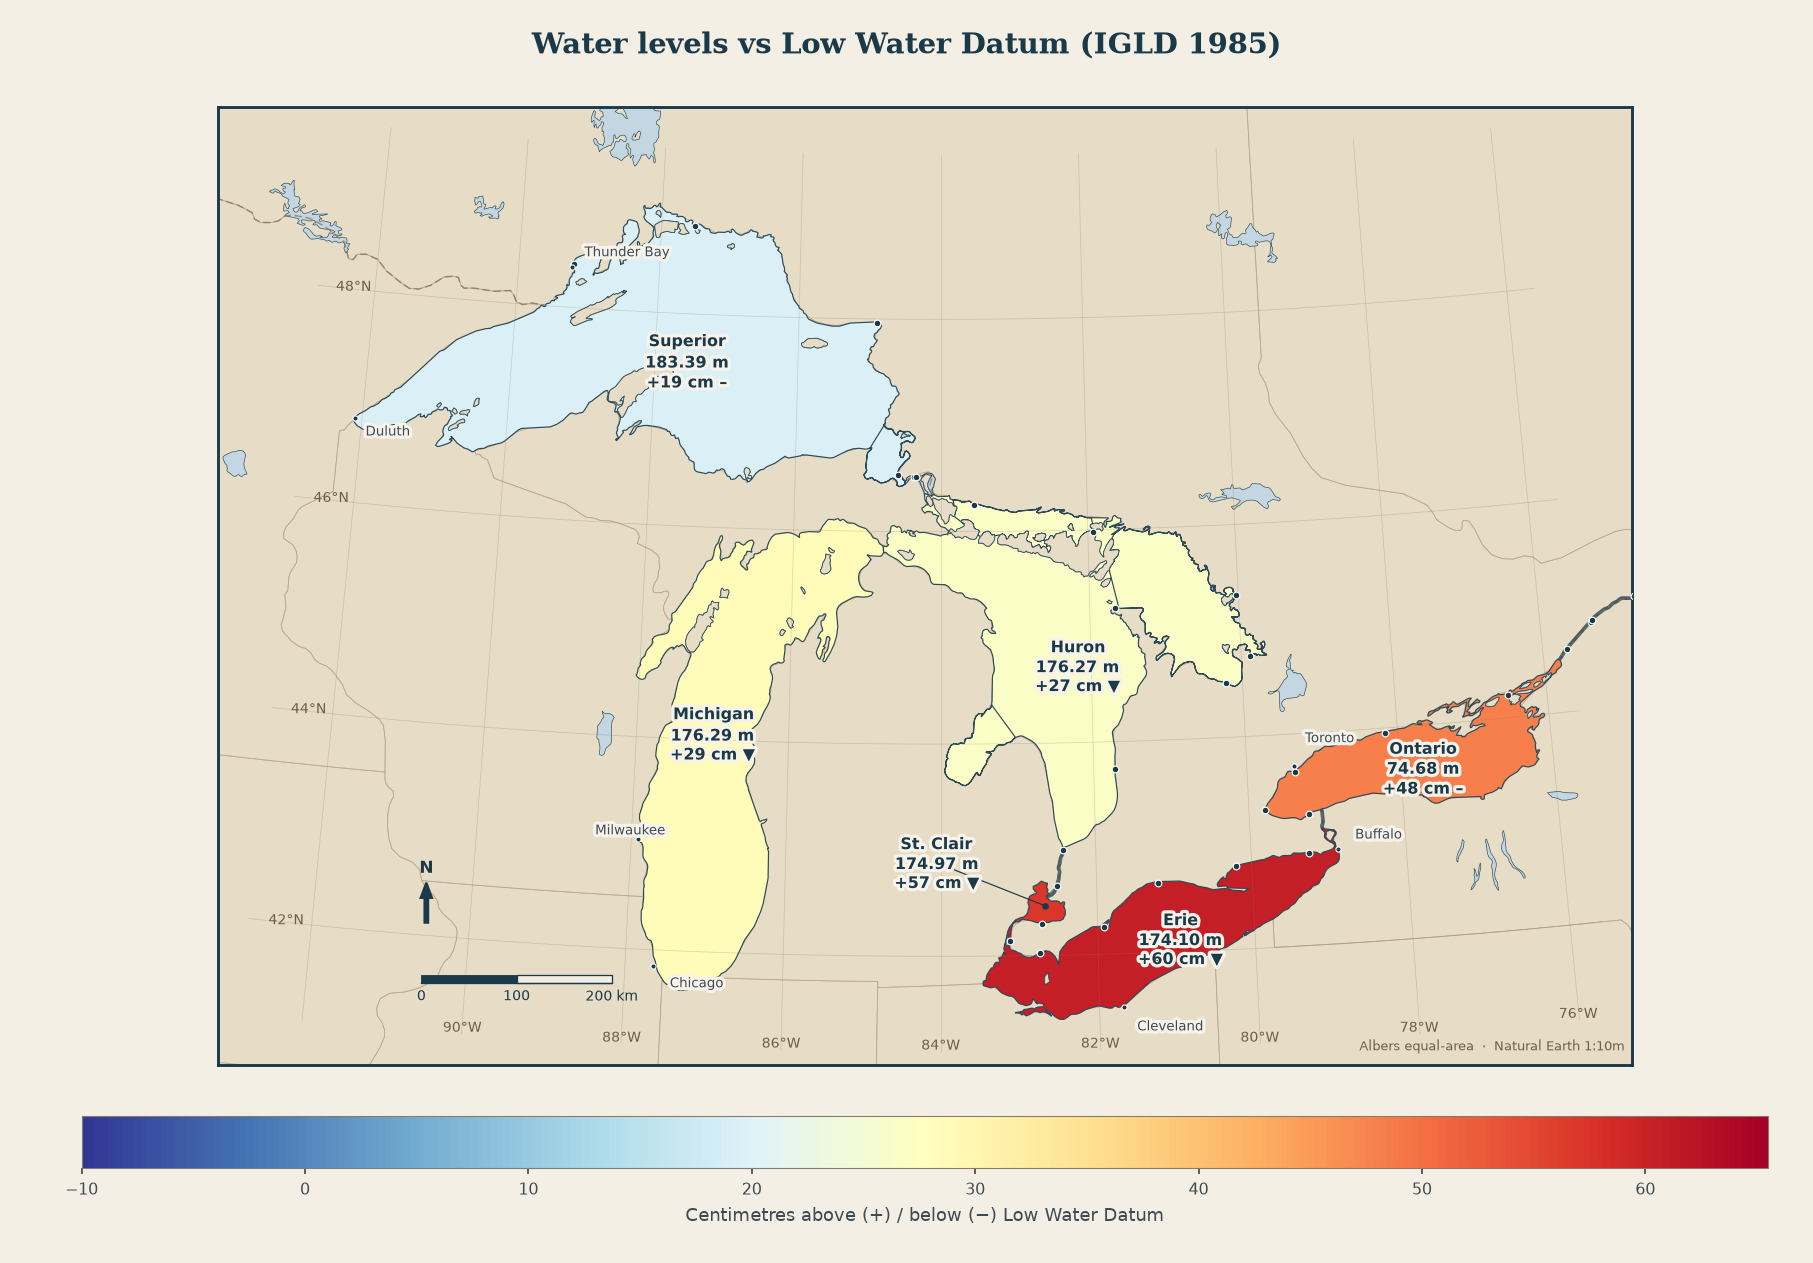 Water levels vs Low Water Datum (IGLD 1985)
Thunder Bay
48°N
Superior
183.39 m
+19 cm –
Duluth
46°N
Huron
176.27 m
+27 cm ▼
44°N
Michigan
176.29 m
+29 cm ▼
Toronto
Ontario
74.68 m
+48 cm –
Milwaukee
Buffalo
St. Clair
174.97 m
+57 cm ▼
N
42°N
Erie
174.10 m
+60 cm ▼
Chicago
0 100 200 km
Cleveland
90°W 88°W 86°W 84°W 82°W 80°W 78°W 76°W
Albers equal-area · Natural Earth 1:10m
−10 0 10 20 30 40 50 60
Centimetres above (+) / below (−) Low Water Datum